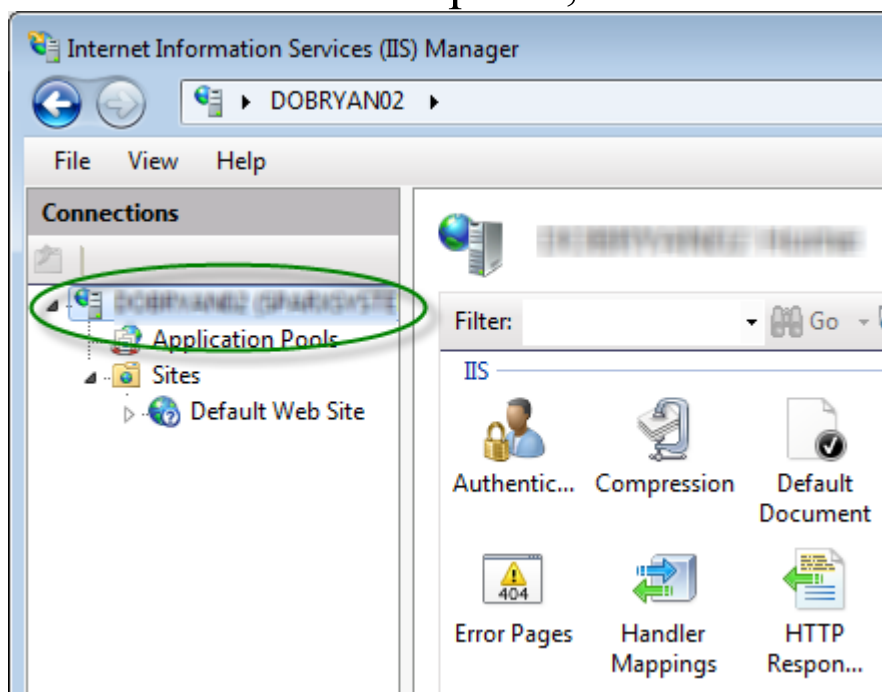 Internet Information Services (IIS) Manager
DOBRYAN02
File View Help
Connections
Filter: Go
Application Pools
IIS
Sites
Default Web Site
Authentic... Compression Default
Document
404
Error Pages Handler HTTP
Mappings Respon...